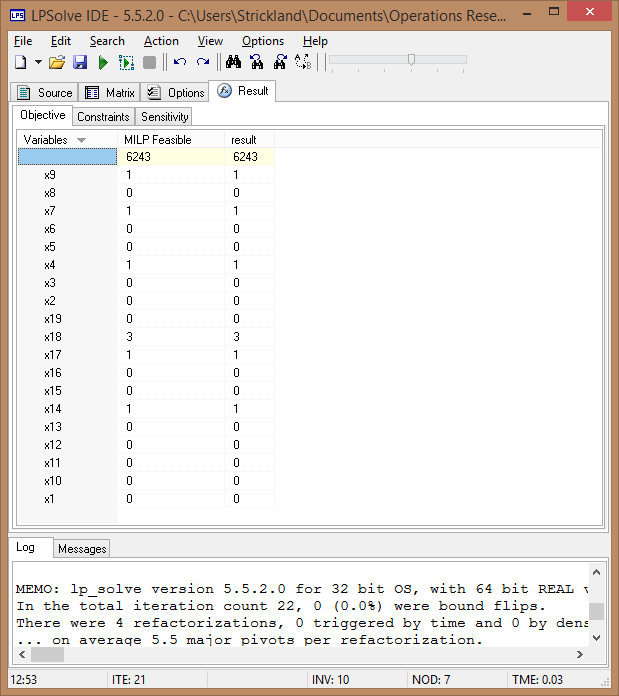 LPS LPSolve IDE - 5.5.2.0 - C:\Users\Strickland\Documents\Operations Rese...
File Edit Search Action View Options Help
Source Matrix Options Result
Objective Constraints Sensitivity
Variables MILP Feasible result
6243 6243
x9 1 1
x8 0 0
x7 1 1
x6 0 0
x5 0 0
x4 1 1
x3 0 0
x2 0 0
x19 0 0
x18 3 3
x17 1 1
x16 0 0
x15 0 0
x14 1 1
x13 0 0
x12 0 0
x11 0 0
x10 0 0
x1 0 0
Log Messages
MEMO: lp_solve version 5.5.2.0 for 32 bit OS, with 64 bit REAL v
In the total iteration count 22, 0 (0.0%) were bound flips.
There were 4 refactorizations, 0 triggered by time and 0 by dens
... on average 5.5 major pivots per refactorization.
12:53 ITE: 21 INV: 10 NOD: 7 TME: 0.03